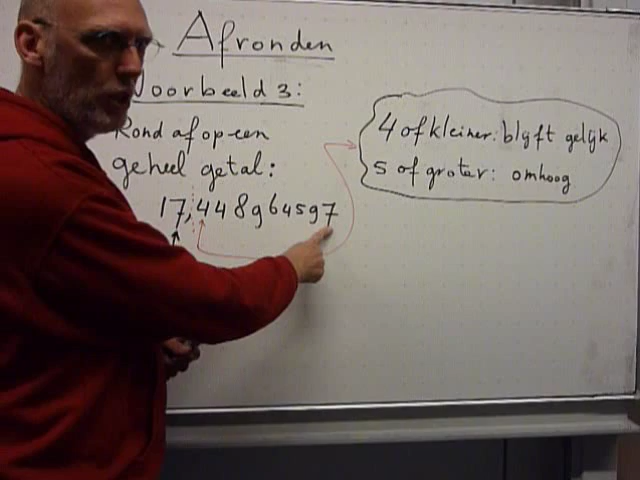 Afronden
Voorbeeld 3:
Rond af op een
geheel getal:
17,448964597
4 of kleiner: blijft gelijk
5 of groter: omhoog